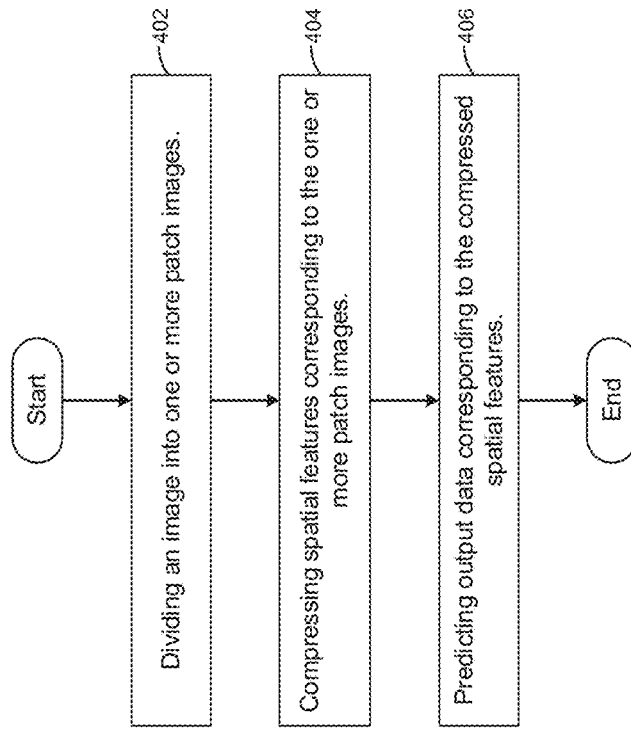 Start
402
Dividing an image into one or more patch images.
404
Compressing spatial features corresponding to the one or
more patch images.
406
Predicting output data corresponding to the compressed
spatial features.
End